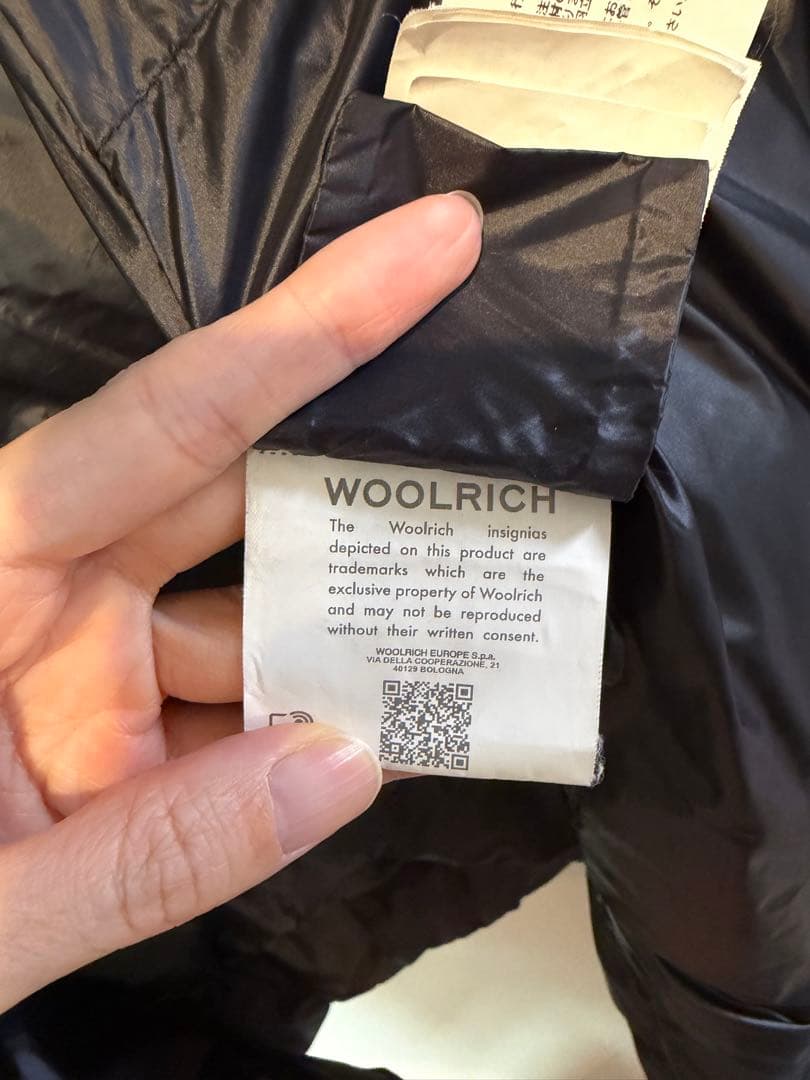 WOOLRICH
The Woolrich insignias
depicted on this product are
trademarks which are the
exclusive property of Woolrich
and may not be reproduced
without their written consent.
WOOLRICH EUROPE S.p.a.
VIA DELLA COOPERAZIONE, 21
40129 BOLOGNA